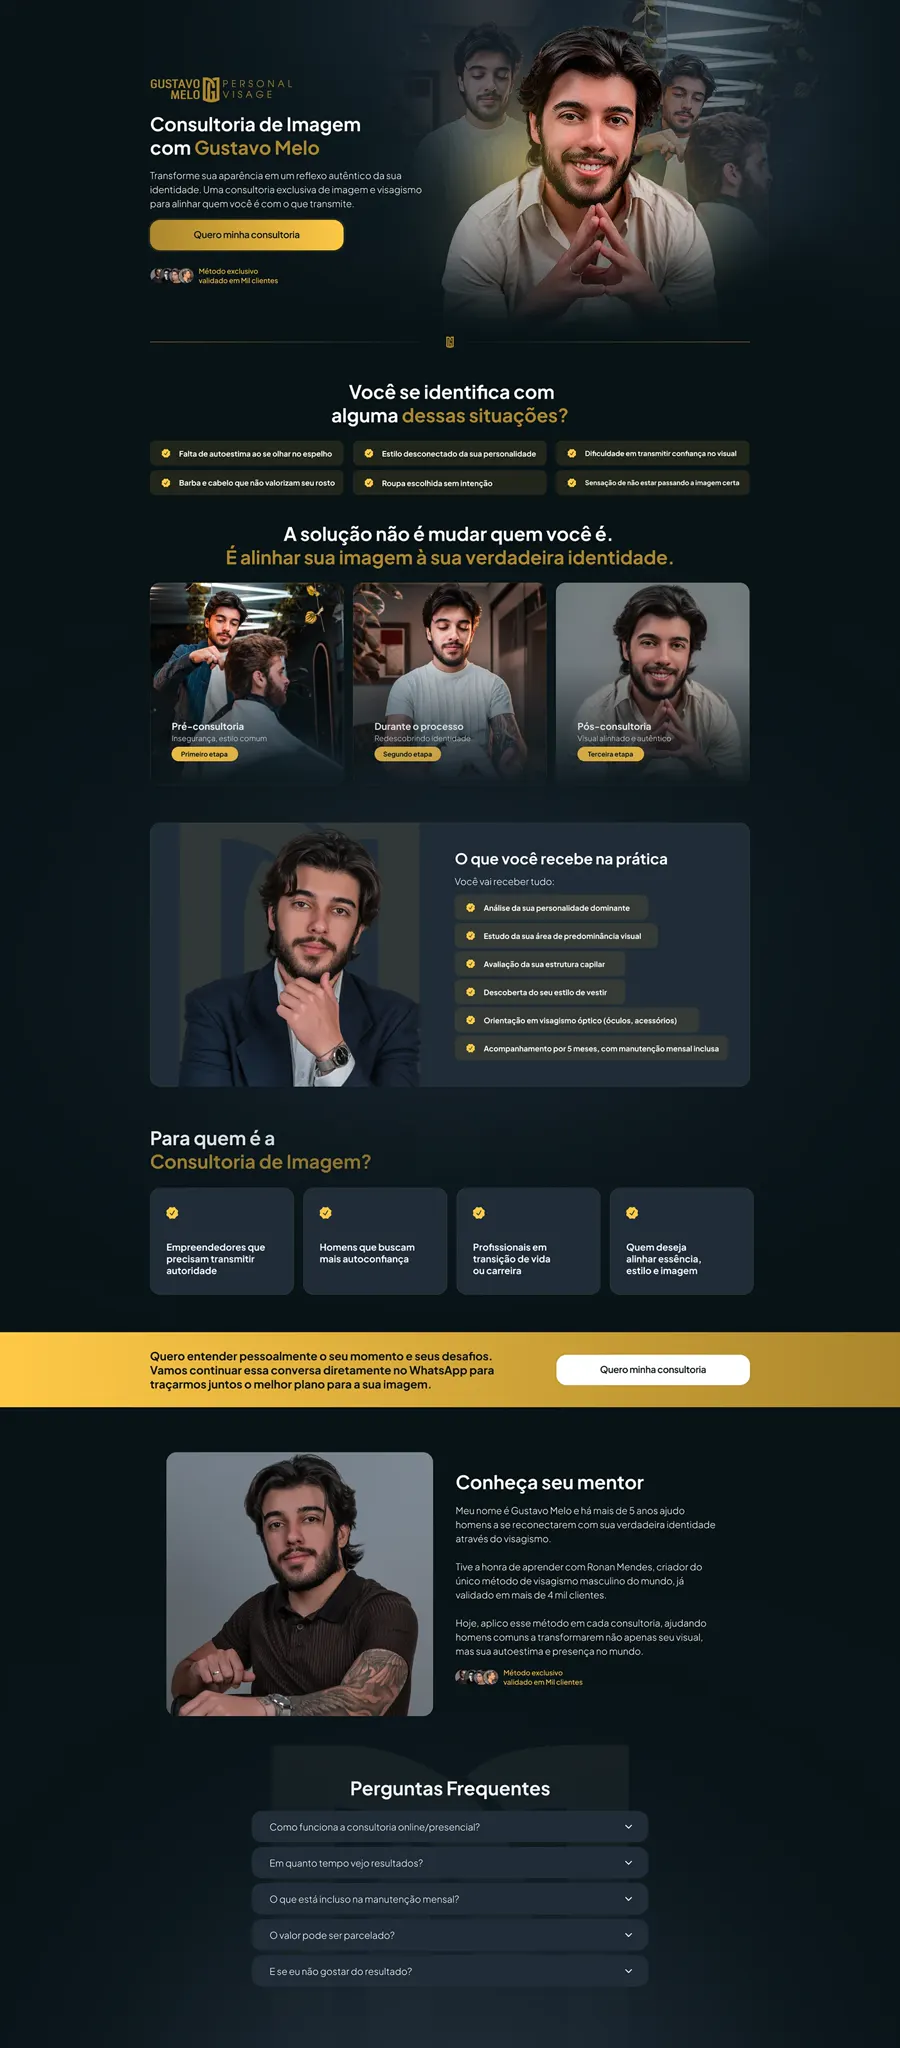 GUSTAVO
MELO
PERSONAL
VISAGE
Consultoria de Imagem
com Gustavo Melo
Transforme sua aparência em um reflexo autêntico da sua
identidade. Uma consultoria exclusiva de imagem e visagismo
para alinhar quem você é com o que transmite.
Quero minha consultoria
Método exclusivo
validado em Mil clientes
Você se identifica com
alguma dessas situações?
Falta de autoestima ao se olhar no espelho
Estilo desconectado da sua personalidade
Dificuldade em transmitir confiança no visual
Barba e cabelo que não valorizam seu rosto
Roupa escolhida sem intenção
Sensação de não estar passando a imagem certa
A solução não é mudar quem você é.
É alinhar sua imagem à sua verdadeira identidade.
Pré-consultoria
Insegurança, estilo comum
Primeiro etapa
Durante o processo
Redescobrindo identidade
Segundo etapa
Pós-consultoria
Visual alinhado e autêntico
Terceira etapa
O que você recebe na prática
Você vai receber tudo:
Análise da sua personalidade dominante
Estudo da sua área de predominância visual
Avaliação da sua estrutura capilar
Descoberta do seu estilo de vestir
Orientação em visagismo óptico (óculos, acessórios)
Acompanhamento por 5 meses, com manutenção mensal inclusa
Para quem é a
Consultoria de Imagem?
Empreendedores que
precisam transmitir
autoridade
Homens que buscam
mais autoconfiança
Profissionais em
transição de vida
ou carreira
Quem deseja
alinhar essência,
estilo e imagem
Quero entender pessoalmente o seu momento e seus desafios.
Vamos continuar essa conversa diretamente no WhatsApp para
traçarmos juntos o melhor plano para a sua imagem.
Quero minha consultoria
Conheça seu mentor
Meu nome é Gustavo Melo e há mais de 5 anos ajudo
homens a se reconectarem com sua verdadeira identidade
através do visagismo.
Tive a honra de aprender com Ronan Mendes, criador do
único método de visagismo masculino do mundo, já
validado em mais de 4 mil clientes.
Hoje, aplico esse método em cada consultoria, ajudando
homens comuns a transformarem não apenas seu visual,
mas sua autoestima e presença no mundo.
Método exclusivo
validado em Mil clientes
Perguntas Frequentes
Como funciona a consultoria online/presencial?
Em quanto tempo vejo resultados?
O que está incluso na manutenção mensal?
O valor pode ser parcelado?
E se eu não gostar do resultado?